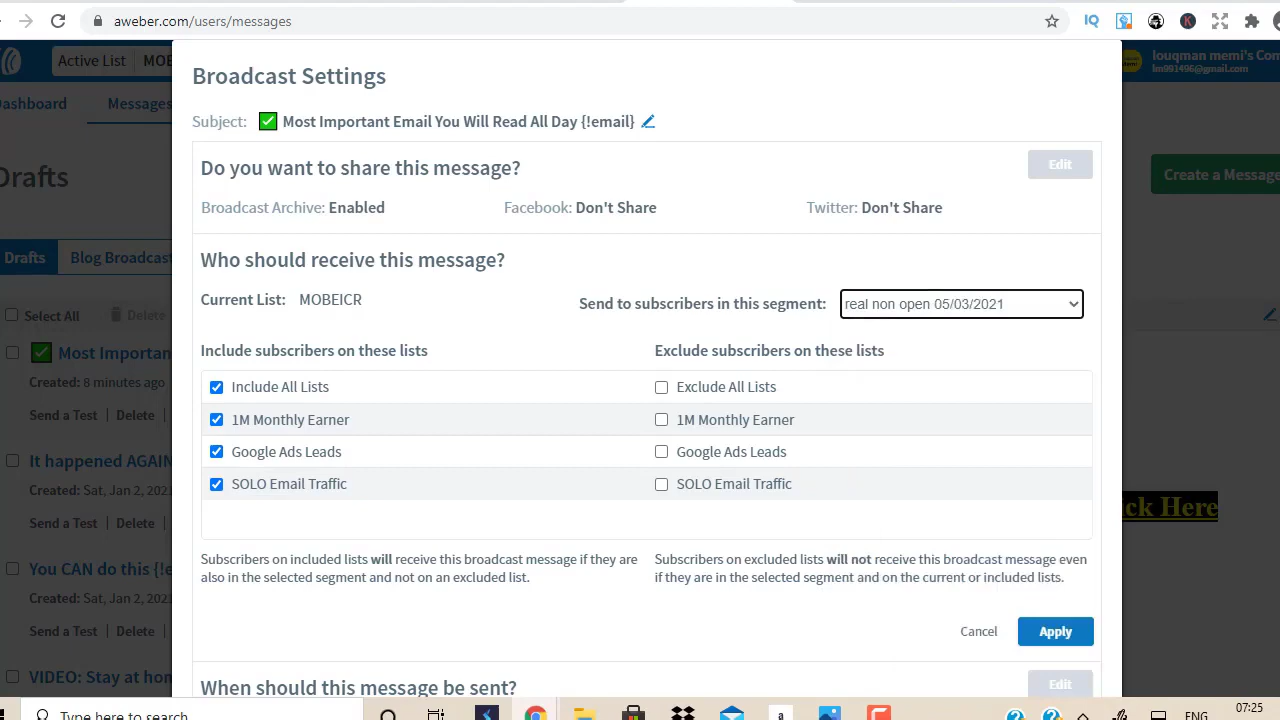 aweber.com/users/messages
IQ
K
Active List MOB
louqman memi's Com
lm991496@gmail.com
Dashboard Messages
Broadcast Settings
Subject: Most Important Email You Will Read All Day {!email}
Drafts
Create a Message
Do you want to share this message? Edit
Broadcast Archive: Enabled Facebook: Don't Share Twitter: Don't Share
Drafts Blog Broadcast
Who should receive this message?
Current List: MOBEICR Send to subscribers in this segment: real non open 05/03/2021
Select All Delete
Include subscribers on these lists Exclude subscribers on these lists
Most Important
Created: 8 minutes ago
Send a Test | Delete |
Include All Lists Exclude All Lists
1M Monthly Earner 1M Monthly Earner
Google Ads Leads Google Ads Leads
SOLO Email Traffic SOLO Email Traffic
It happened AGAIN
Created: Sat, Jan 2, 2021
Send a Test | Delete |
ick Here
Subscribers on included lists will receive this broadcast message if they are
also in the selected segment and not on an excluded list.
Subscribers on excluded lists will not receive this broadcast message even
if they are in the selected segment and on the current or included lists.
You CAN do this {!e
Created: Sat, Jan 2, 2021
Send a Test | Delete |
Cancel Apply
VIDEO: Stay at hom
When should this message be sent? Edit
Type here to search
a
ENG
07:25